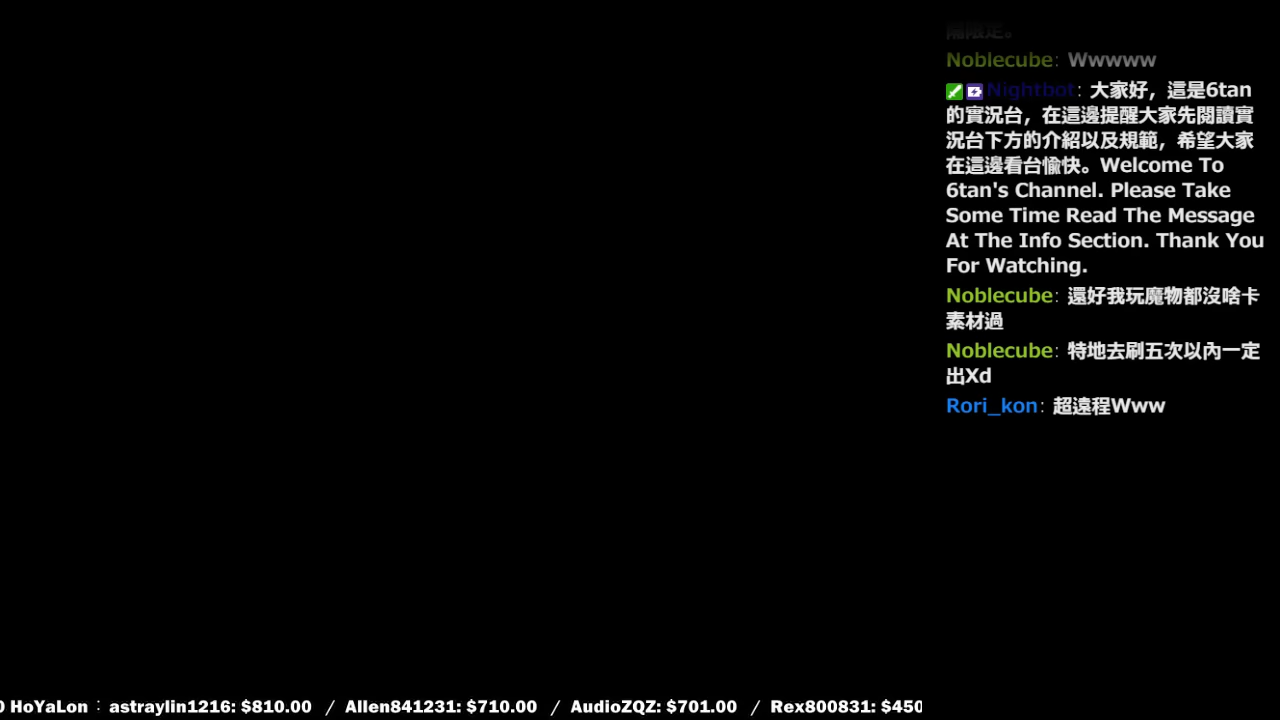 Noblecube: Wwwww
Nightbot: 大家好，這是6tan
的實況台，在這邊提醒大家先閱讀實
況台下方的介紹以及規範，希望大家
在這邊看台愉快。Welcome To
6tan's Channel. Please Take
Some Time Read The Message
At The Info Section. Thank You
For Watching.
Noblecube: 還好我玩魔物都沒啥卡
素材過
Noblecube: 特地去刷五次以內一定
出Xd
Rori_kon: 超遠程Www
HoYaLon：astraylin1216: $810.00 / Allen841231: $710.00 / AudioZQZ: $701.00 / Rex800831: $450